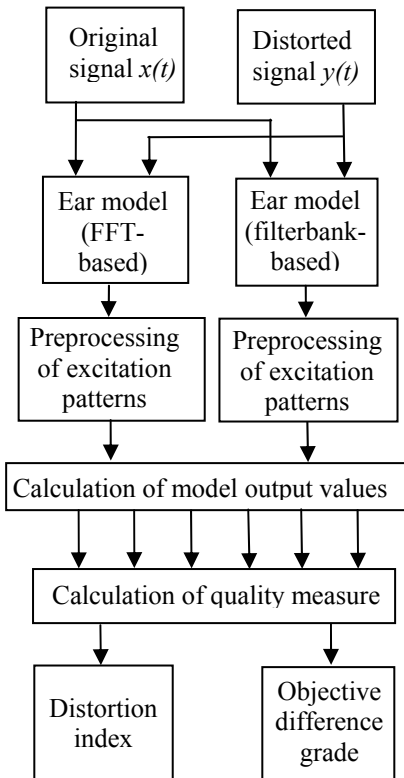 Original
signal x(t)
Distorted
signal y(t)
Ear model
(FFT-
based)
Ear model
(filterbank-
based)
Preprocessing
of excitation
patterns
Preprocessing
of excitation
patterns
Calculation of model output values
Calculation of quality measure
Distortion
index
Objective
difference
grade